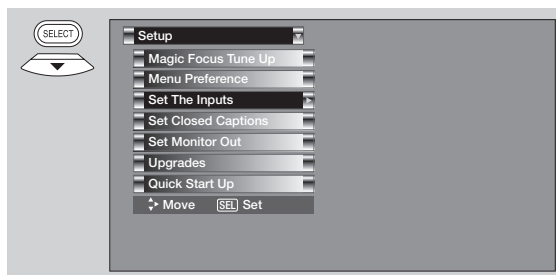 SELECT
Setup
Magic Focus Tune Up
Menu Preference
Set The Inputs
Set Closed Captions
Set Monitor Out
Upgrades
Quick Start Up
Move SEL Set